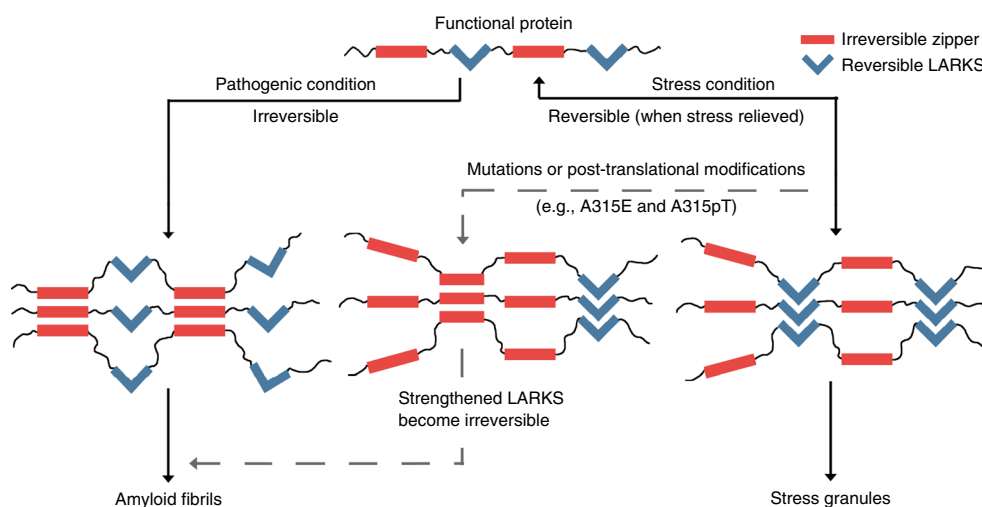 Functional protein
Irreversible zipper
Reversible LARKS
Pathogenic condition
Irreversible
Stress condition
Reversible (when stress relieved)
Mutations or post-translational modifications
(e.g., A315E and A315pT)
Strengthened LARKS
become irreversible
Amyloid fibrils
Stress granules